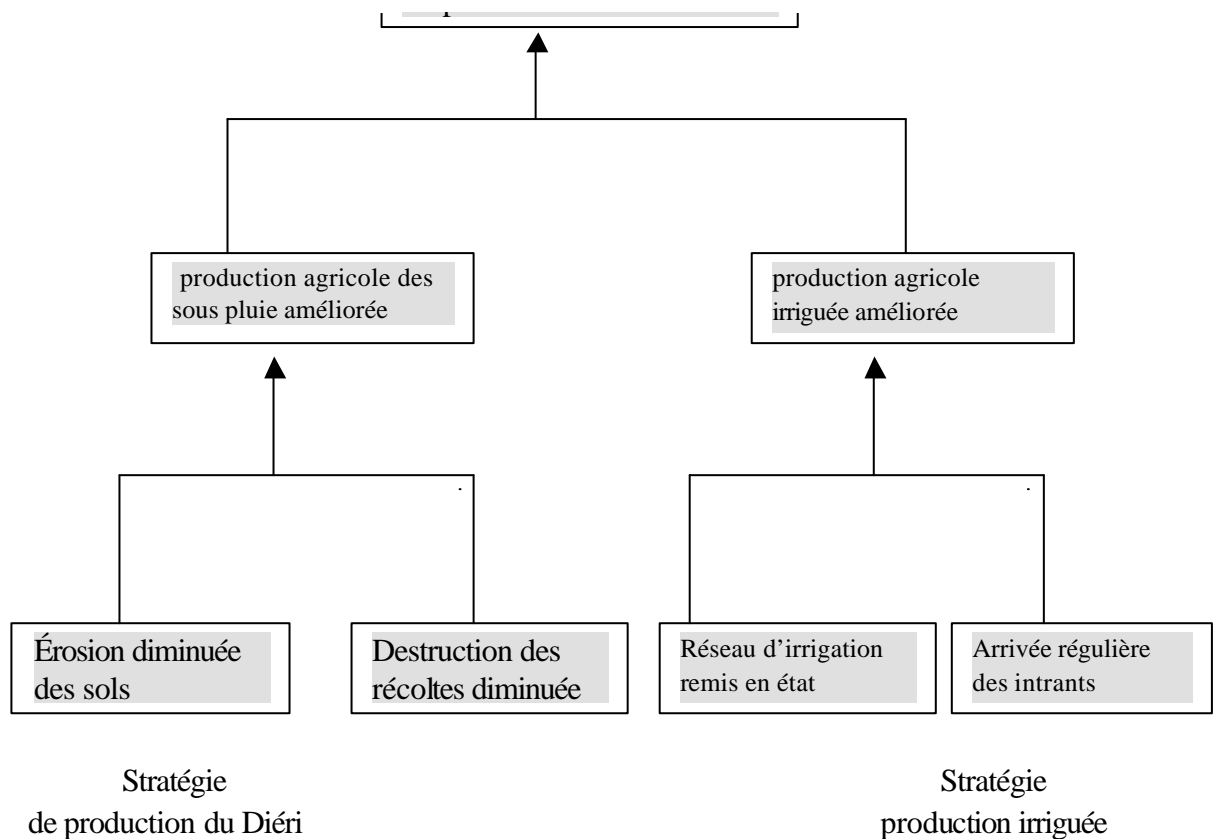 production agricole des
sous pluie améliorée
production agricole
irriguée améliorée
Érosion diminuée
des sols
Destruction des
récoltes diminuée
Réseau d’irrigation
remis en état
Arrivée régulière
des intrants
Stratégie
de production du Diéri
Stratégie
production irriguée